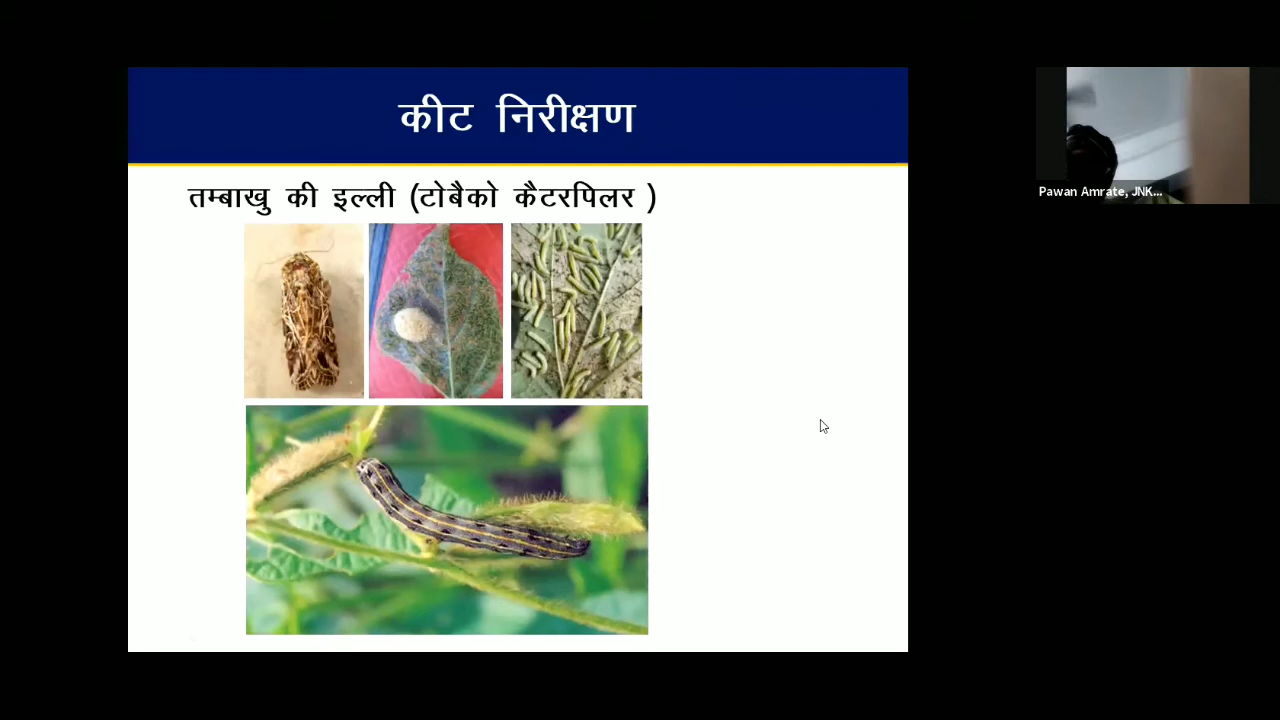 कीट निरीक्षण
तम्बाखु की इल्ली (टोबैको कैटरपिलर )
Pawan Amrate, JNK...